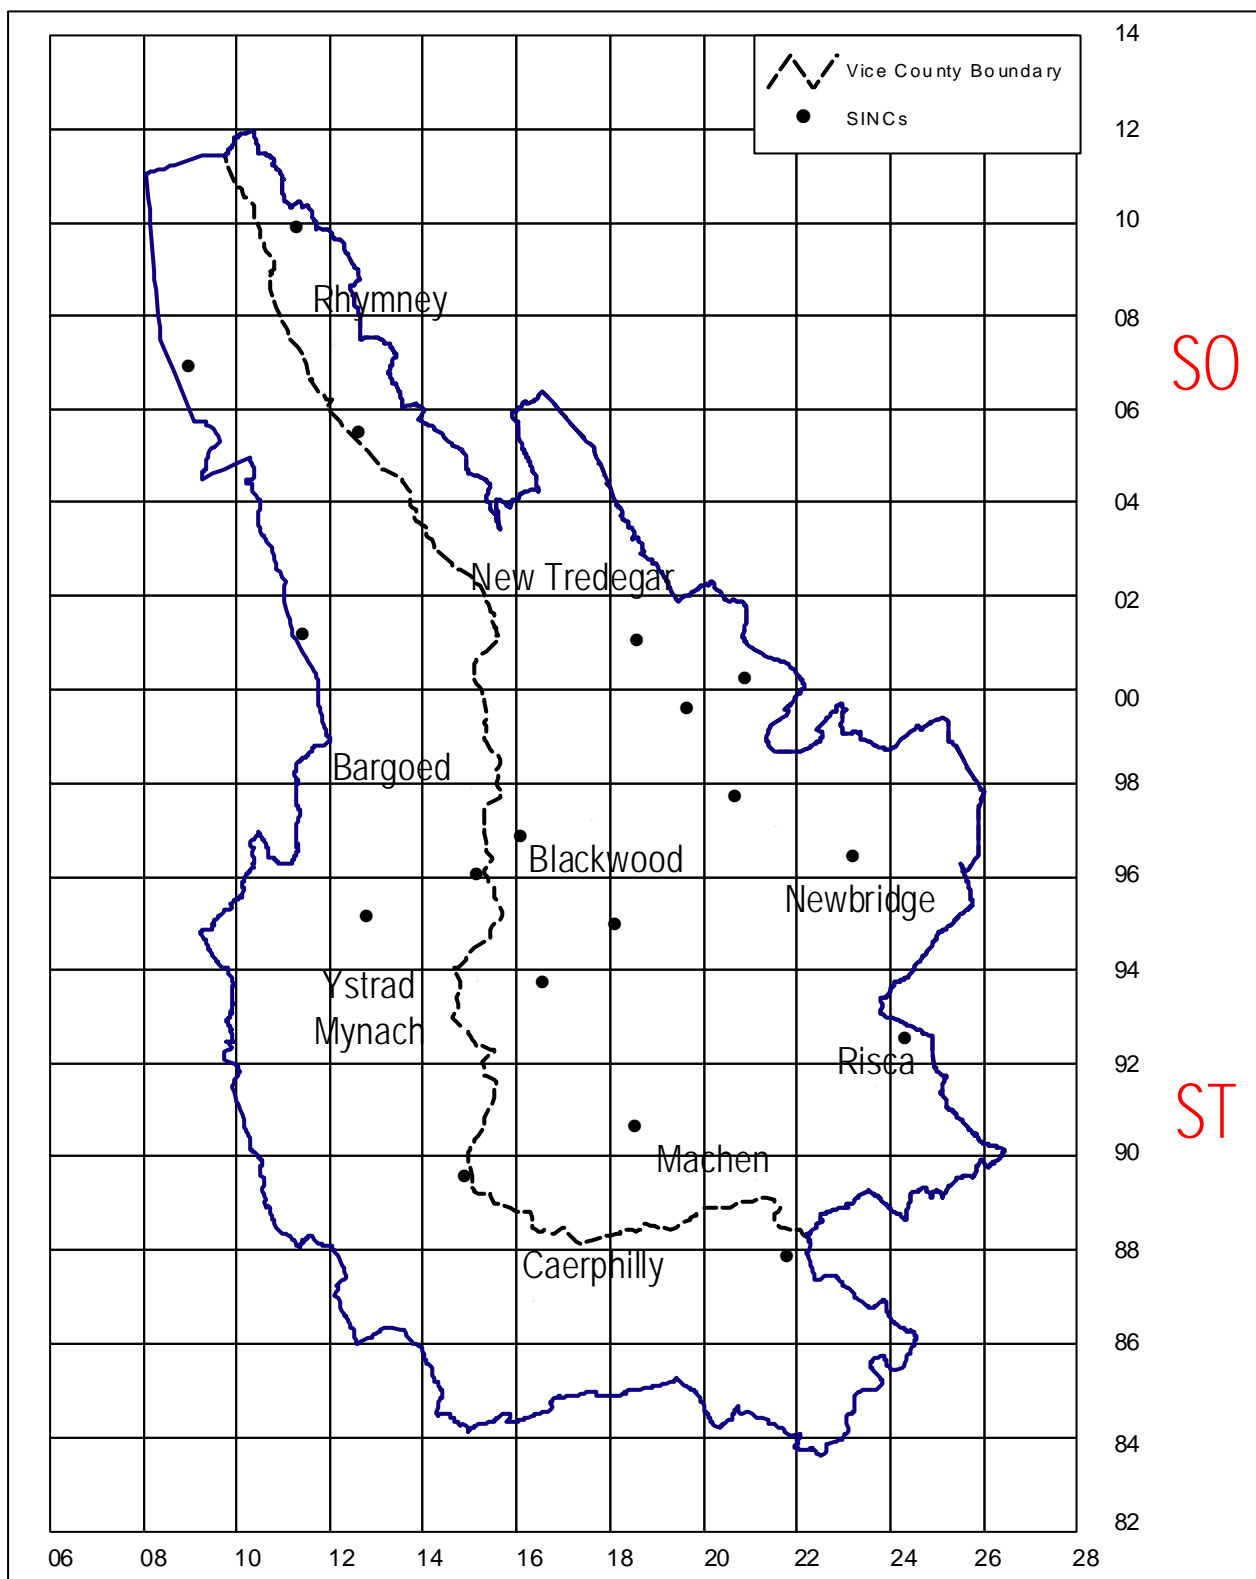 14
Vice County Boundary
SINCs
12
10
Rhymney
08
SO
06
04
New Tredegar
02
00
Bargoed
98
Blackwood
96
Newbridge
94
Ystrad
Mynach
Risca
92
ST
Machen
90
Caerphilly
88
86
84
82
06 08 10 12 14 16 18 20 22 24 26 28